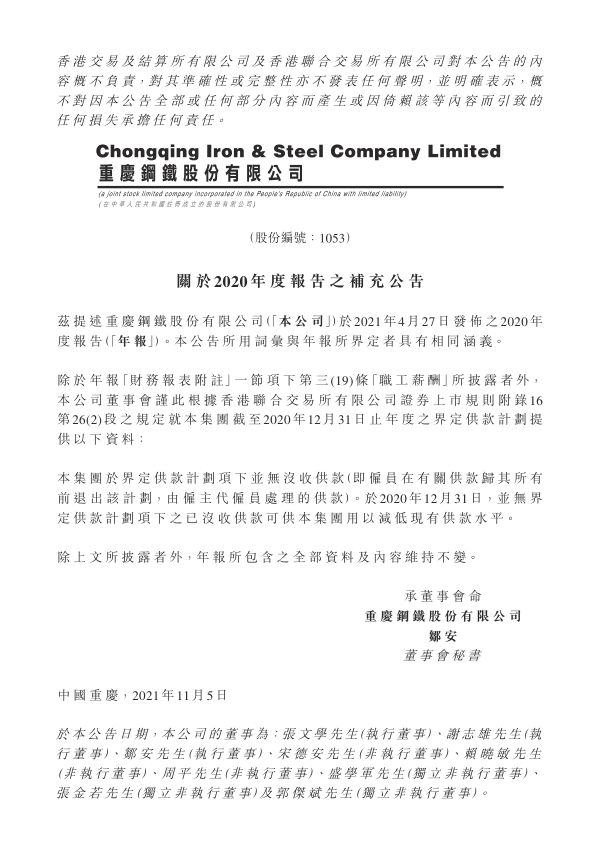 香港交易及結算所有限公司及香港聯合交易所有限公司對本公告的內
容概不負責，對其準確性或完整性亦不發表任何聲明，並明確表示，概
不對因本公告全部或任何部分內容而產生或因倚賴該等內容而引致的
任何損失承擔任何責任。
Chongqing Iron & Steel Company Limited
重慶鋼鐵股份有限公司
(a joint stock limited company incorporated in the People's Republic of China with limited liability)
(在中華人民共和國註冊成立的股份有限公司)
(股份編號：1053)
關於2020年度報告之補充公告
茲提述重慶鋼鐵股份有限公司(「本公司」)於2021年4月27日發佈之2020年
度報告(「年報」)。本公告所用詞彙與年報所界定者具有相同涵義。
除於年報「財務報表附註」一節項下第三(19)條「職工薪酬」所披露者外，
本公司董事會謹此根據香港聯合交易所有限公司證券上市規則附錄16
第26(2)段之規定就本集團截至2020年12月31日止年度之界定供款計劃提
供以下資料：
本集團於界定供款計劃項下並無沒收供款(即僱員在有關供款歸其所有
前退出該計劃，由僱主代僱員處理的供款)。於2020年12月31日，並無界
定供款計劃項下之已沒收供款可供本集團用以減低現有供款水平。
除上文所披露者外，年報所包含之全部資料及內容維持不變。
承董事會命
重慶鋼鐵股份有限公司
鄒安
董事會秘書
中國重慶，2021年11月5日
於本公告日期，本公司的董事為：張文學先生(執行董事)、謝志雄先生(執
行董事)、鄒安先生(執行董事)、宋德安先生(非執行董事)、賴曉敏先生
(非執行董事)、周平先生(非執行董事)、盛學軍先生(獨立非執行董事)、
張金若先生(獨立非執行董事)及郭傑斌先生(獨立非執行董事)。